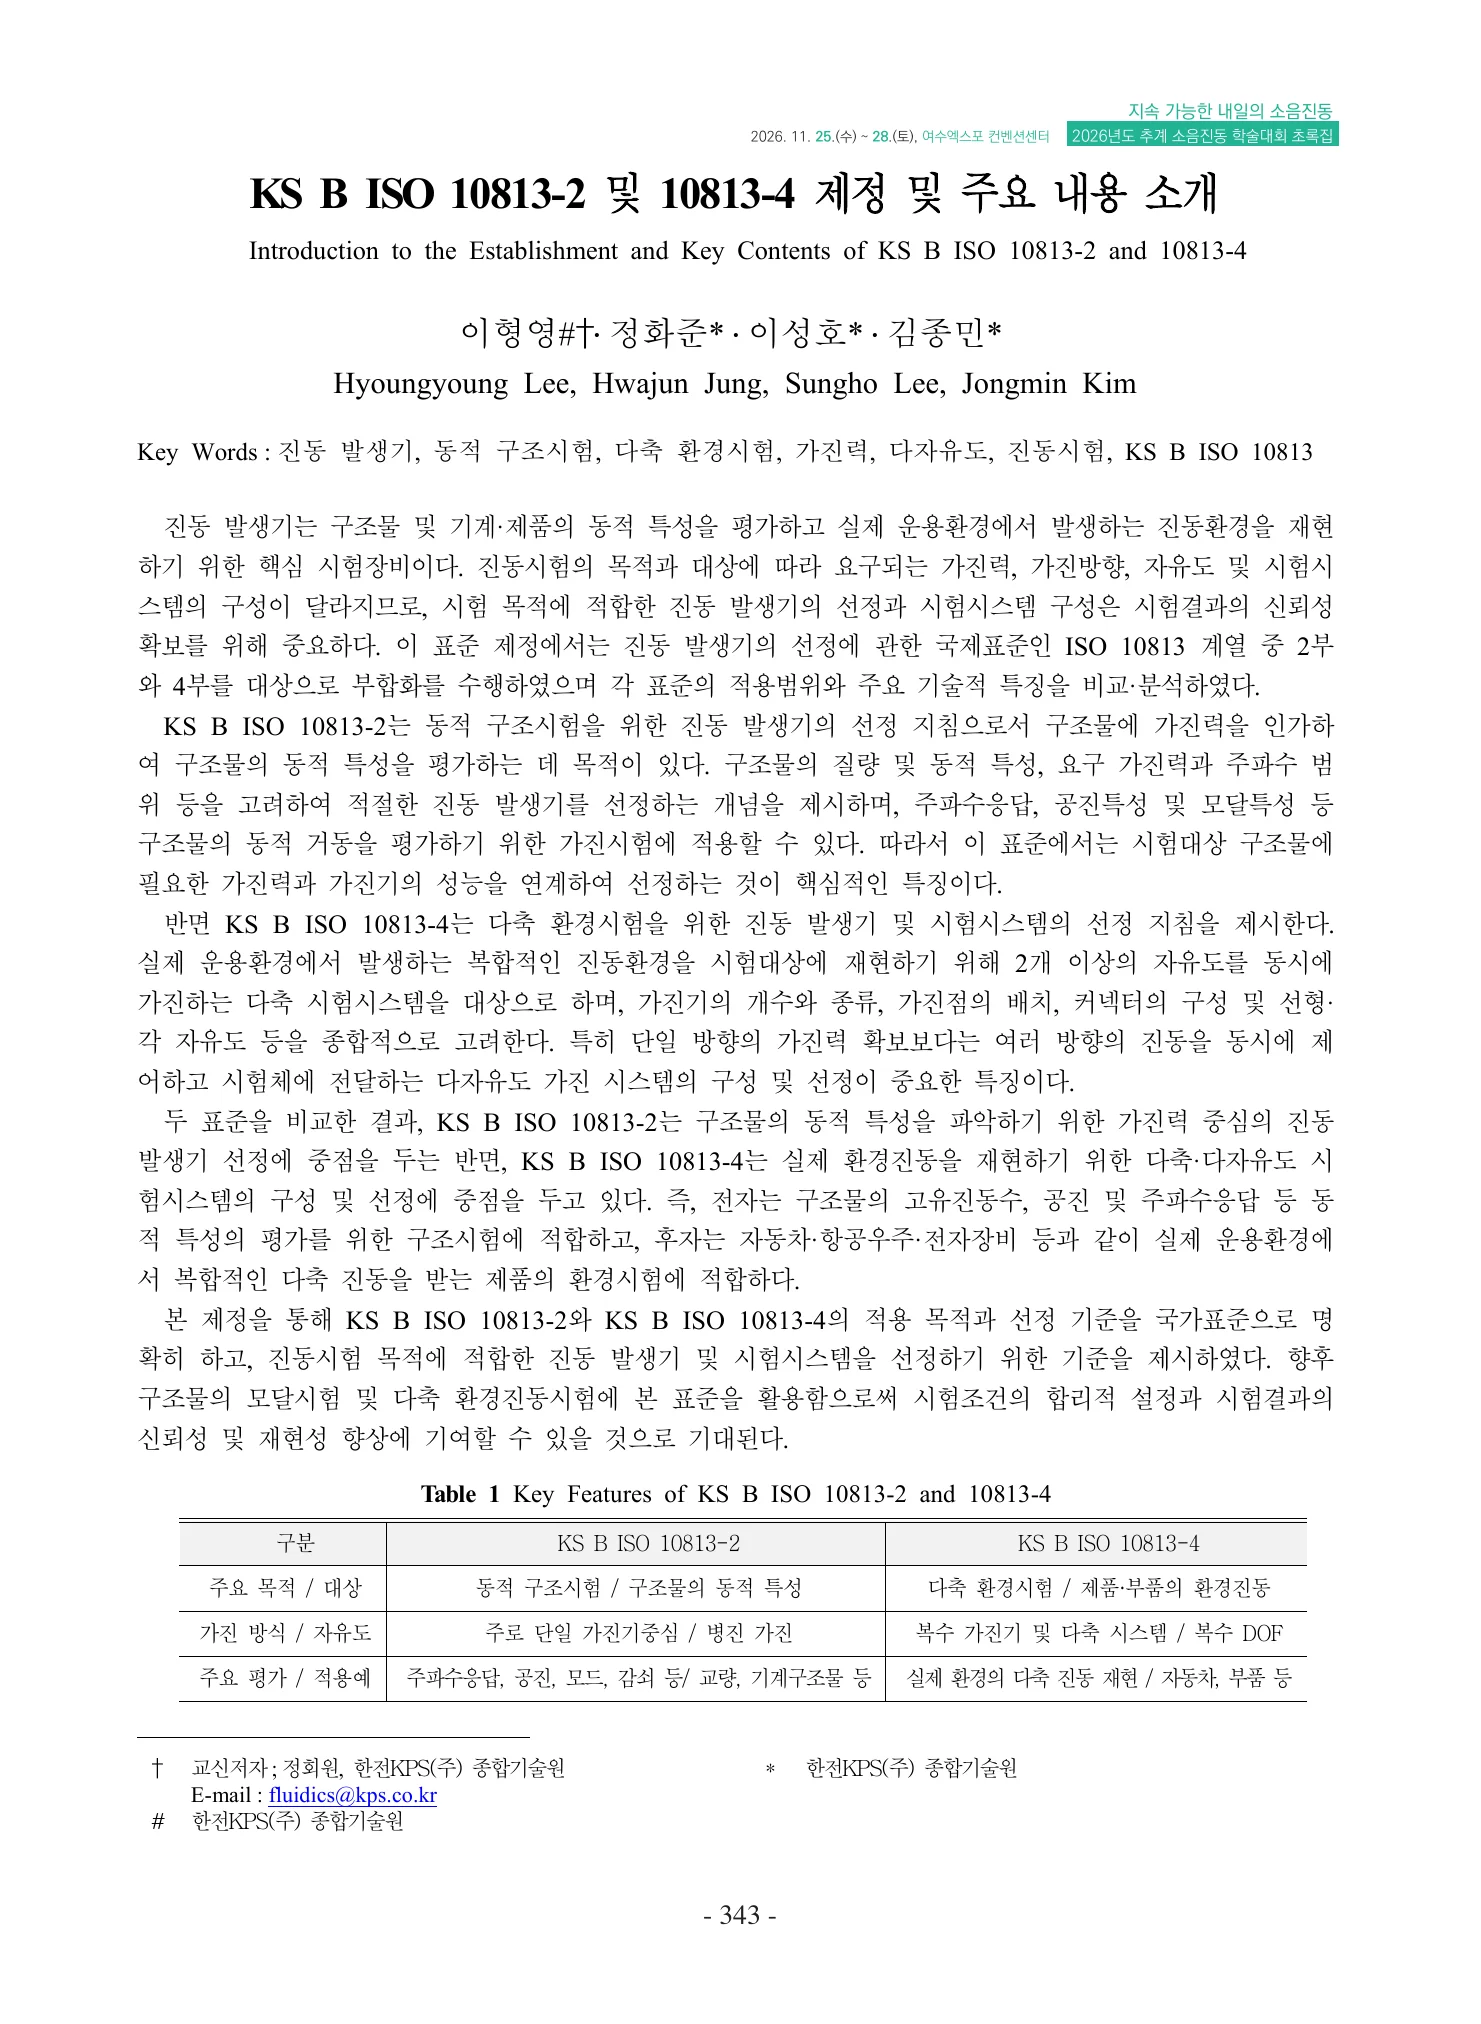 지속 가능한 내일의 소음진동
2026. 11. 25.(수) ~ 28.(토), 여수엑스포 컨벤션센터 2026년도 추계 소음진동 학술대회 초록집
KS B ISO 10813-2 및 10813-4 제정 및 주요 내용 소개
Introduction to the Establishment and Key Contents of KS B ISO 10813-2 and 10813-4
이형영#†· 정화준* · 이성호* · 김종민*
Hyoungyoung Lee, Hwajun Jung, Sungho Lee, Jongmin Kim
Key Words : 진동 발생기, 동적 구조시험, 다축 환경시험, 가진력, 다자유도, 진동시험, KS B ISO 10813
진동 발생기는 구조물 및 기계·제품의 동적 특성을 평가하고 실제 운용환경에서 발생하는 진동환경을 재현
하기 위한 핵심 시험장비이다. 진동시험의 목적과 대상에 따라 요구되는 가진력, 가진방향, 자유도 및 시험시
스템의 구성이 달라지므로, 시험 목적에 적합한 진동 발생기의 선정과 시험시스템 구성은 시험결과의 신뢰성
확보를 위해 중요하다. 이 표준 제정에서는 진동 발생기의 선정에 관한 국제표준인 ISO 10813 계열 중 2부
와 4부를 대상으로 부합화를 수행하였으며 각 표준의 적용범위와 주요 기술적 특징을 비교·분석하였다.
KS B ISO 10813-2는 동적 구조시험을 위한 진동 발생기의 선정 지침으로서 구조물에 가진력을 인가하
여 구조물의 동적 특성을 평가하는 데 목적이 있다. 구조물의 질량 및 동적 특성, 요구 가진력과 주파수 범
위 등을 고려하여 적절한 진동 발생기를 선정하는 개념을 제시하며, 주파수응답, 공진특성 및 모달특성 등
구조물의 동적 거동을 평가하기 위한 가진시험에 적용할 수 있다. 따라서 이 표준에서는 시험대상 구조물에
필요한 가진력과 가진기의 성능을 연계하여 선정하는 것이 핵심적인 특징이다.
반면 KS B ISO 10813-4는 다축 환경시험을 위한 진동 발생기 및 시험시스템의 선정 지침을 제시한다.
실제 운용환경에서 발생하는 복합적인 진동환경을 시험대상에 재현하기 위해 2개 이상의 자유도를 동시에
가진하는 다축 시험시스템을 대상으로 하며, 가진기의 개수와 종류, 가진점의 배치, 커넥터의 구성 및 선형·
각 자유도 등을 종합적으로 고려한다. 특히 단일 방향의 가진력 확보보다는 여러 방향의 진동을 동시에 제
어하고 시험체에 전달하는 다자유도 가진 시스템의 구성 및 선정이 중요한 특징이다.
두 표준을 비교한 결과, KS B ISO 10813-2는 구조물의 동적 특성을 파악하기 위한 가진력 중심의 진동
발생기 선정에 중점을 두는 반면, KS B ISO 10813-4는 실제 환경진동을 재현하기 위한 다축·다자유도 시
험시스템의 구성 및 선정에 중점을 두고 있다. 즉, 전자는 구조물의 고유진동수, 공진 및 주파수응답 등 동
적 특성의 평가를 위한 구조시험에 적합하고, 후자는 자동차·항공우주·전자장비 등과 같이 실제 운용환경에
서 복합적인 다축 진동을 받는 제품의 환경시험에 적합하다.
본 제정을 통해 KS B ISO 10813-2와 KS B ISO 10813-4의 적용 목적과 선정 기준을 국가표준으로 명
확히 하고, 진동시험 목적에 적합한 진동 발생기 및 시험시스템을 선정하기 위한 기준을 제시하였다. 향후
구조물의 모달시험 및 다축 환경진동시험에 본 표준을 활용함으로써 시험조건의 합리적 설정과 시험결과의
신뢰성 및 재현성 향상에 기여할 수 있을 것으로 기대된다.
Table 1 Key Features of KS B ISO 10813-2 and 10813-4
구분 KS B ISO 10813-2 KS B ISO 10813-4
주요 목적 / 대상 동적 구조시험 / 구조물의 동적 특성 다축 환경시험 / 제품·부품의 환경진동
가진 방식 / 자유도 주로 단일 가진기중심 / 병진 가진 복수 가진기 및 다축 시스템 / 복수 DOF
주요 평가 / 적용예 주파수응답, 공진, 모드, 감쇠 등/ 교량, 기계구조물 등 실제 환경의 다축 진동 재현 / 자동차, 부품 등
† 교신저자 ; 정회원, 한전KPS(주) 종합기술원 * 한전KPS(주) 종합기술원
E-mail : fluidics@kps.co.kr
# 한전KPS(주) 종합기술원
- 343 -